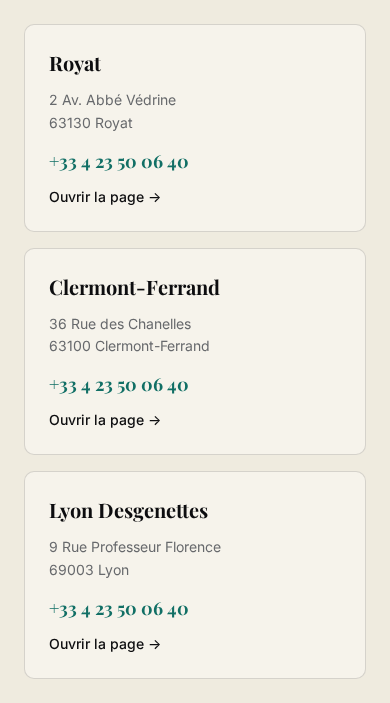 Royat
2 Av. Abbé Védrine
63130 Royat
+33 4 23 50 06 40
Ouvrir la page →
Clermont-Ferrand
36 Rue des Chanelles
63100 Clermont-Ferrand
+33 4 23 50 06 40
Ouvrir la page →
Lyon Desgenettes
9 Rue Professeur Florence
69003 Lyon
+33 4 23 50 06 40
Ouvrir la page →